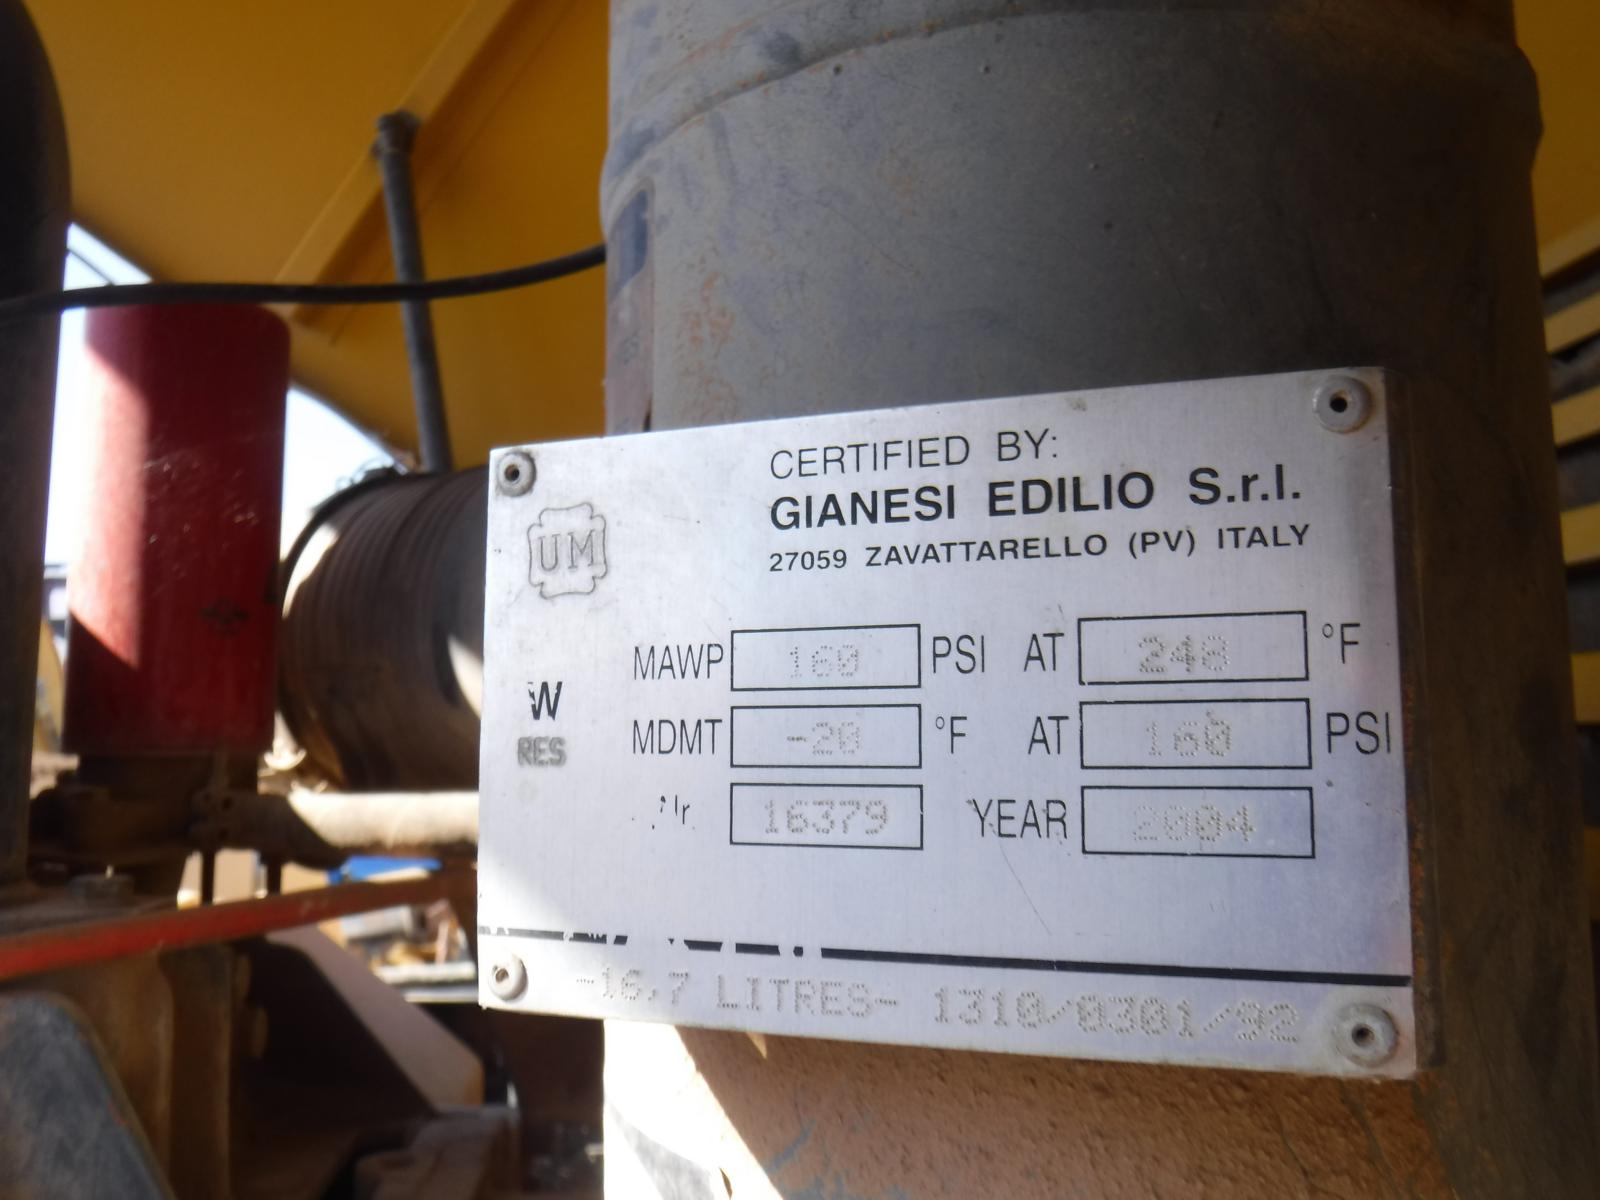 CERTIFIED BY:
GIANESI EDILIO S.r.l.
27059 ZAVATTARELLO (PV) ITALY
UM
W
RES
MAWP 160 PSI AT °F
MDMT -20 °F AT 160 PSI
Nr 16379 YEAR 2004
-16,7 LITRES- 1310/0301/92